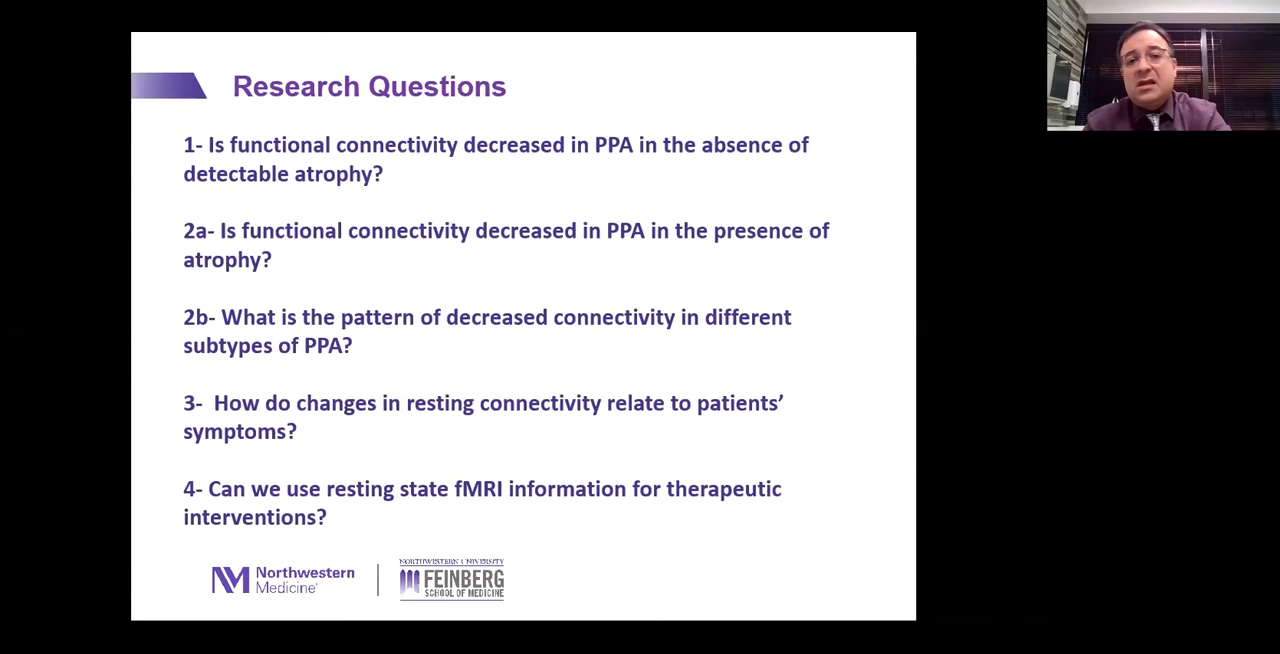 Research Questions
1- Is functional connectivity decreased in PPA in the absence of
detectable atrophy?
2a- Is functional connectivity decreased in PPA in the presence of
atrophy?
2b- What is the pattern of decreased connectivity in different
subtypes of PPA?
3-  How do changes in resting connectivity relate to patients’
symptoms?
4- Can we use resting state fMRI information for therapeutic
interventions?
NM Northwestern
Medicine®
NORTHWESTERN UNIVERSITY
FEINBERG
SCHOOL OF MEDICINE